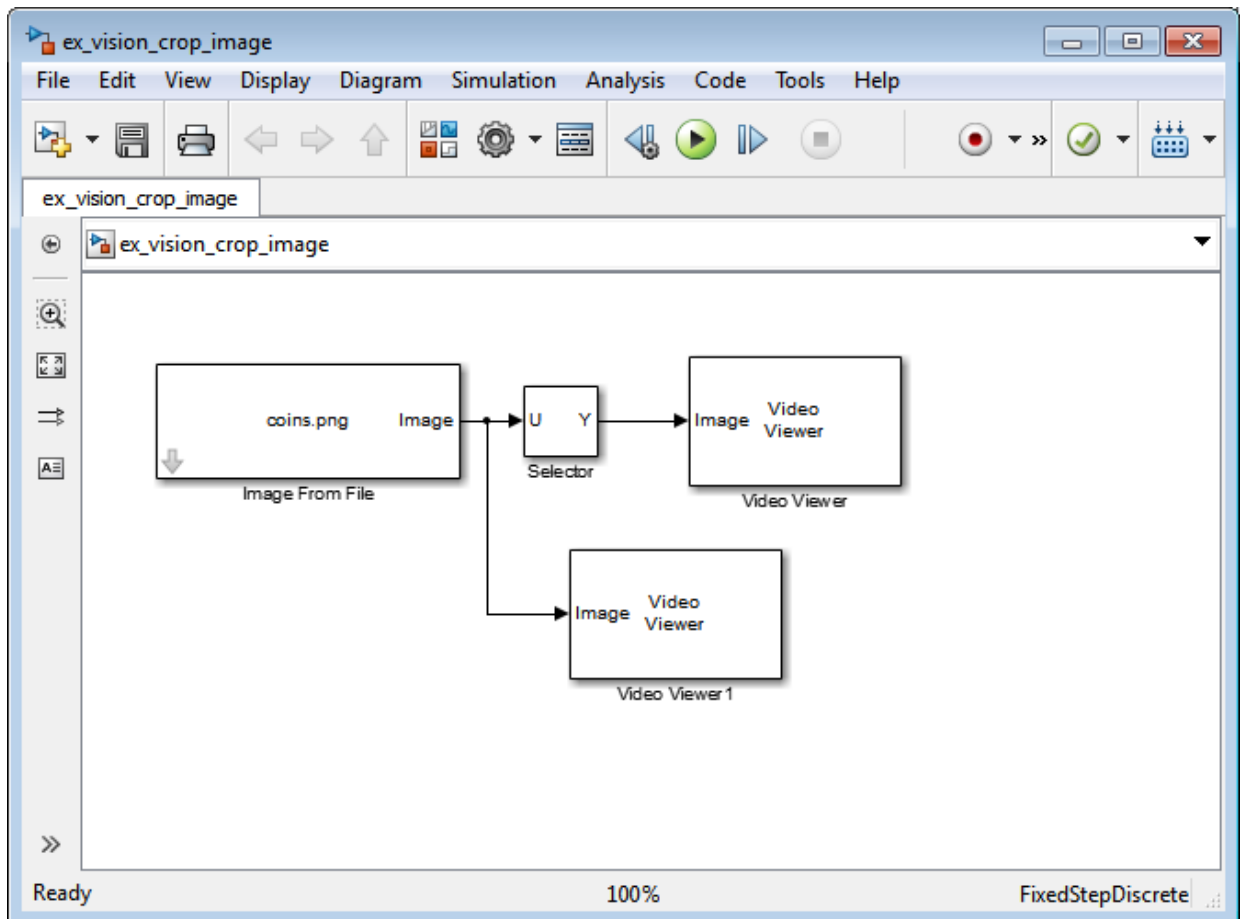 ex_vision_crop_image
File Edit View Display Diagram Simulation Analysis Code Tools Help
ex_vision_crop_image
ex_vision_crop_image
coins.png Image
Image From File
U Y
Selector
Image Video
Viewer
Video Viewer
Image Video
Viewer
Video Viewer1
Ready 100% FixedStepDiscrete